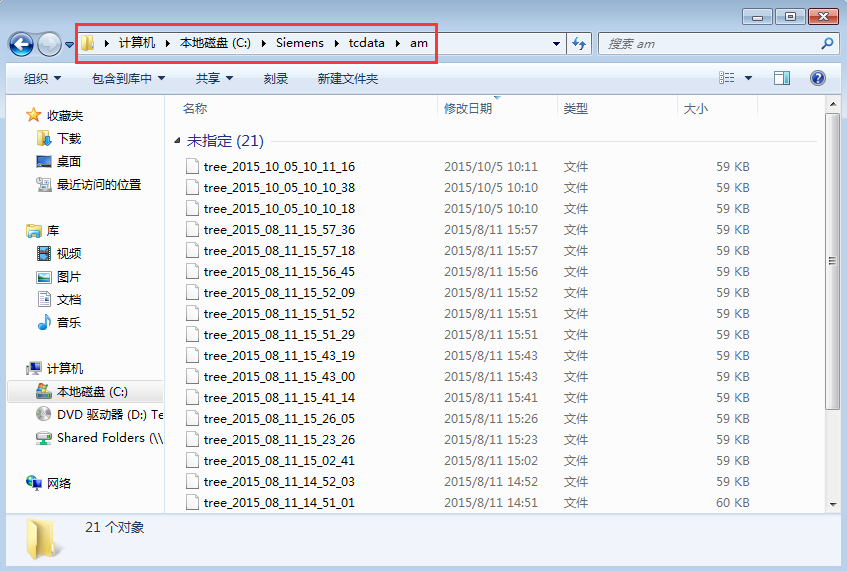 计算机 本地磁盘 (C:) Siemens tcdata am 搜索 am
组织 包含到库中 共享 刻录 新建文件夹
收藏夹
下载
桌面
最近访问的位置
库
视频
图片
文档
音乐
计算机
本地磁盘 (C:)
DVD 驱动器 (D:) Te
Shared Folders (\\
网络
名称 修改日期 类型 大小
未指定 (21)
tree_2015_10_05_10_11_16 2015/10/5 10:11 文件 59 KB
tree_2015_10_05_10_10_38 2015/10/5 10:10 文件 59 KB
tree_2015_10_05_10_10_18 2015/10/5 10:10 文件 59 KB
tree_2015_08_11_15_57_36 2015/8/11 15:57 文件 59 KB
tree_2015_08_11_15_57_18 2015/8/11 15:57 文件 59 KB
tree_2015_08_11_15_56_45 2015/8/11 15:56 文件 59 KB
tree_2015_08_11_15_52_09 2015/8/11 15:52 文件 59 KB
tree_2015_08_11_15_51_52 2015/8/11 15:51 文件 59 KB
tree_2015_08_11_15_51_29 2015/8/11 15:51 文件 59 KB
tree_2015_08_11_15_43_19 2015/8/11 15:43 文件 59 KB
tree_2015_08_11_15_43_00 2015/8/11 15:43 文件 59 KB
tree_2015_08_11_15_41_14 2015/8/11 15:41 文件 59 KB
tree_2015_08_11_15_26_05 2015/8/11 15:26 文件 59 KB
tree_2015_08_11_15_23_26 2015/8/11 15:23 文件 59 KB
tree_2015_08_11_15_02_41 2015/8/11 15:02 文件 59 KB
tree_2015_08_11_14_52_03 2015/8/11 14:52 文件 59 KB
tree_2015_08_11_14_51_01 2015/8/11 14:51 文件 60 KB
21 个对象